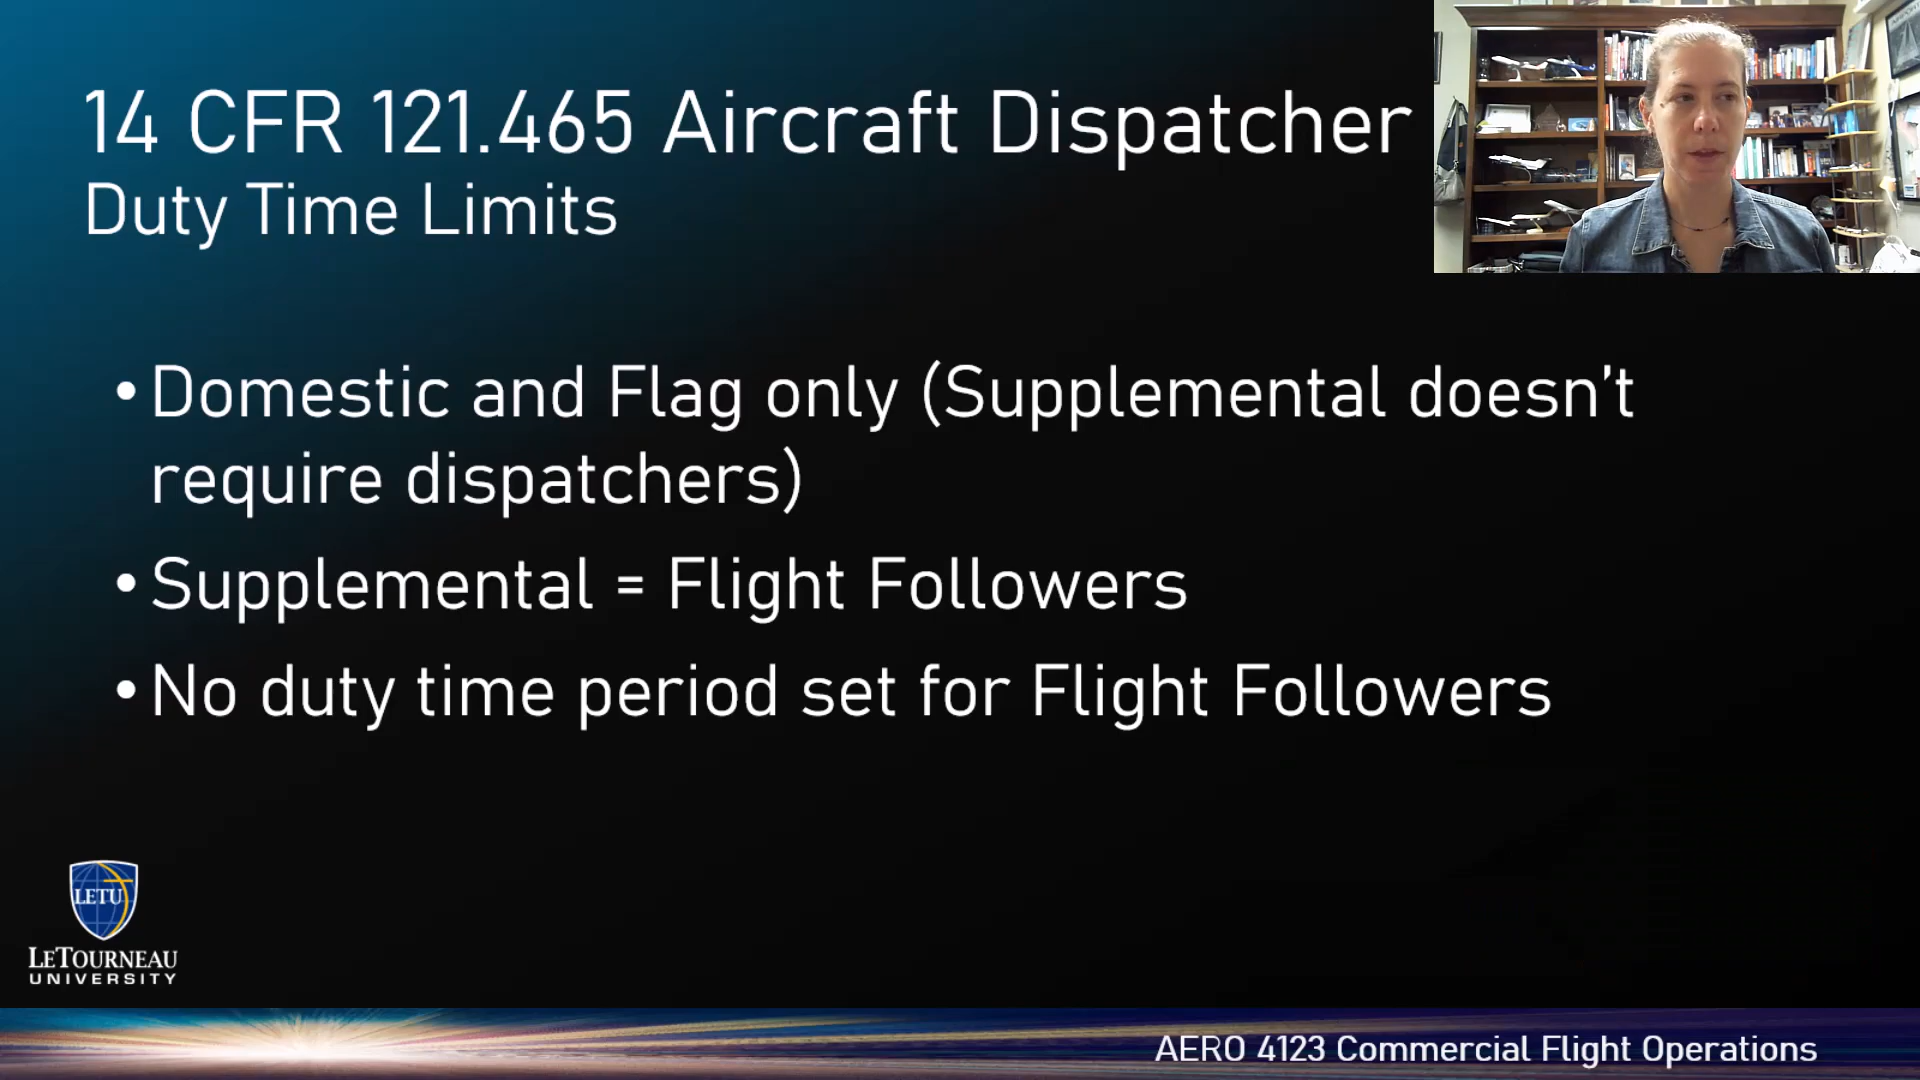 14 CFR 121.465 Aircraft Dispatcher
Duty Time Limits
• Domestic and Flag only (Supplemental doesn’t
require dispatchers)
• Supplemental = Flight Followers
• No duty time period set for Flight Followers
LETU
LETOURNEAU
UNIVERSITY
AERO 4123 Commercial Flight Operations